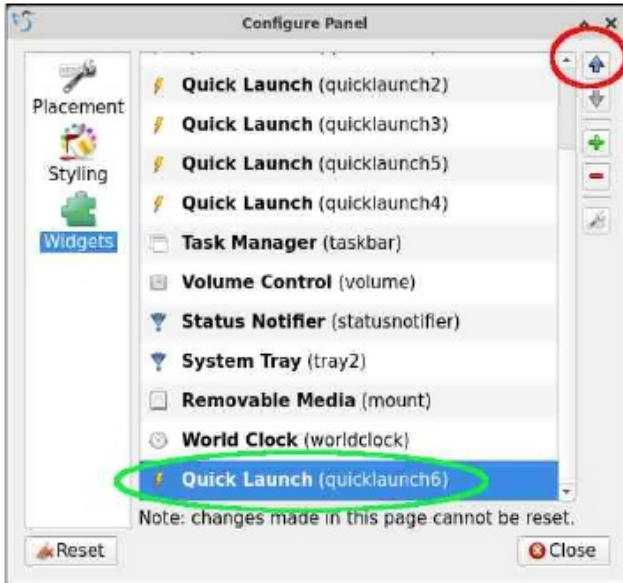 Configure Panel
Placement
Styling
Widgets
Quick Launch (quicklaunch2)
Quick Launch (quicklaunch3)
Quick Launch (quicklaunch5)
Quick Launch (quicklaunch4)
Task Manager (taskbar)
Volume Control (volume)
Status Notifier (statusnotifier)
System Tray (tray2)
Removable Media (mount)
World Clock (worldclock)
Quick Launch (quicklaunch6)
Note: changes made in this page cannot be reset.
Reset
Close